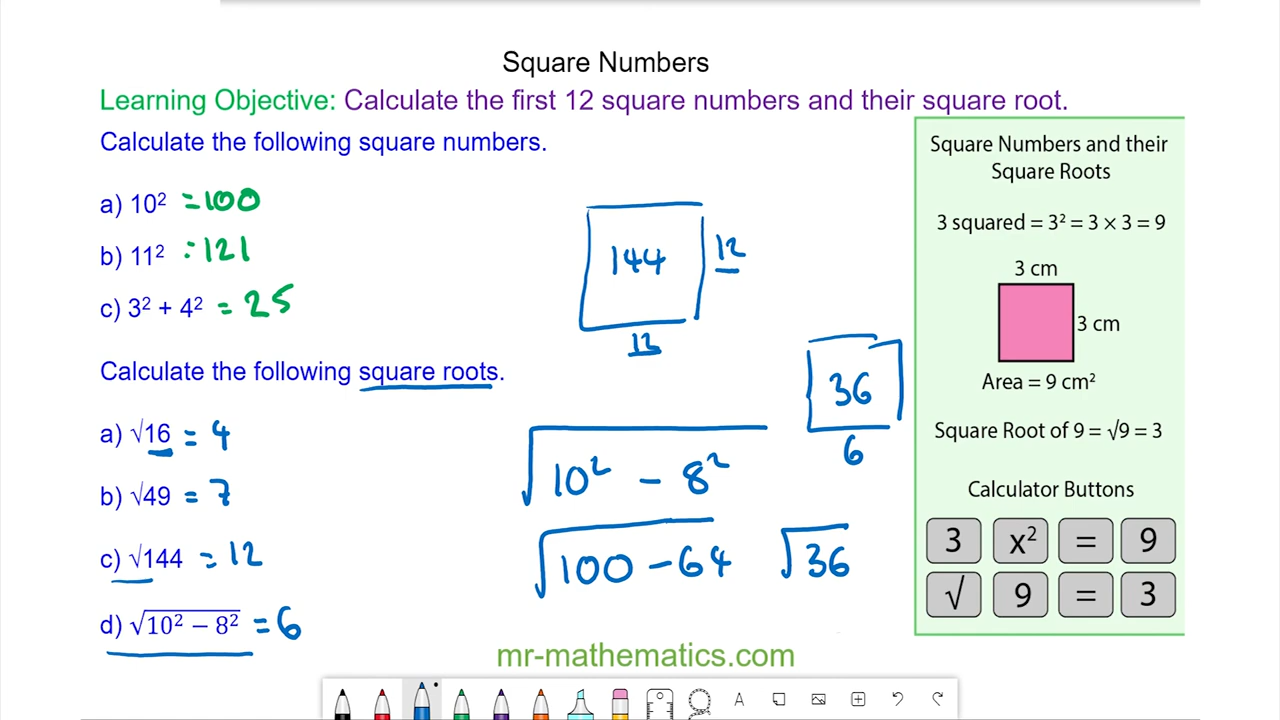 Square Numbers
Learning Objective: Calculate the first 12 square numbers and their square root.
Calculate the following square numbers.
a) 10² = 100
b) 11² = 121
c) 3² + 4² = 25
144
12
12
Calculate the following square roots.
a) √16 = 4
b) √49 = 7
c) √144 = 12
d) √10² − 8² = 6
36
6
√10² − 8²
√100 − 64 √36
mr-mathematics.com
Square Numbers and their
Square Roots
3 squared = 3² = 3 × 3 = 9
3 cm
3 cm
Area = 9 cm²
Square Root of 9 = √9 = 3
Calculator Buttons
3 x² = 9
√ 9 = 3
A